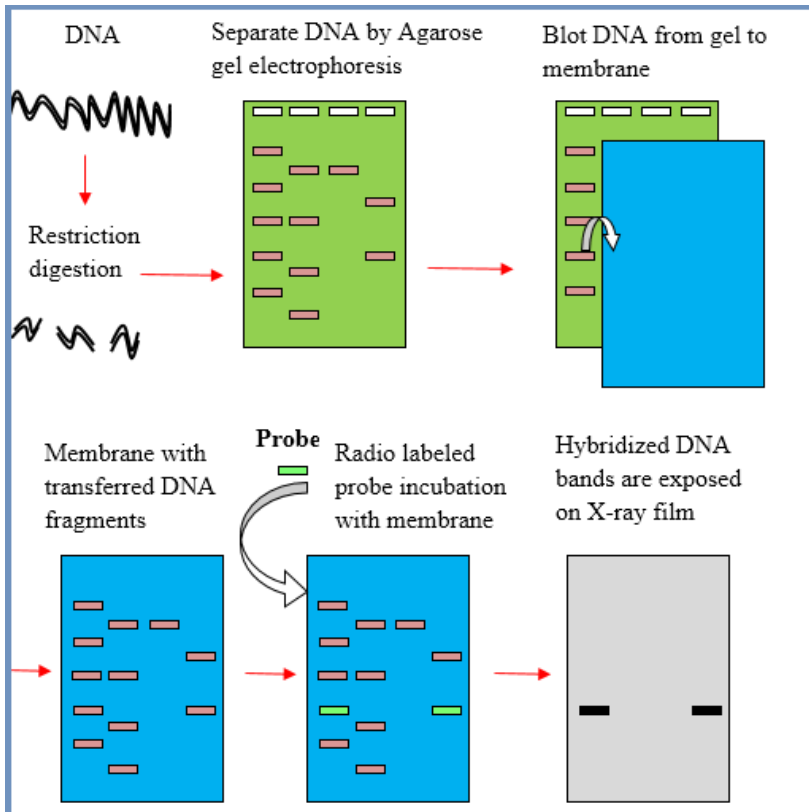 DNA
Separate DNA by Agarose
gel electrophoresis
Blot DNA from gel to
membrane
Restriction
digestion
Membrane with
transferred DNA
fragments
Probe
Radio labeled
probe incubation
with membrane
Hybridized DNA
bands are exposed
on X-ray film